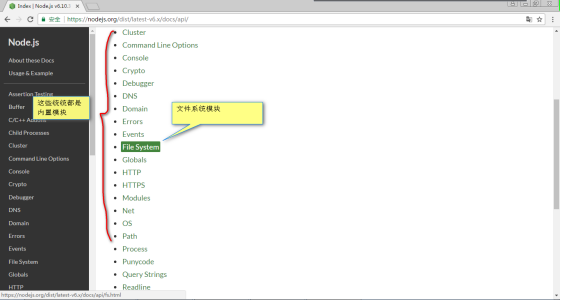 Index | Node.js v6.10.
安全 | https://nodejs.org/dist/latest-v6.x/docs/api/
Node.js
About these Docs
Usage & Example
Assertion Testing
Buffer
C/C++ Addons
Child Processes
Cluster
Command Line Options
Console
Crypto
Debugger
DNS
Domain
Errors
Events
File System
Globals
HTTP
这些统统都是
内置模块
Cluster
Command Line Options
Console
Crypto
Debugger
DNS
Domain
Errors
Events
File System
Globals
HTTP
HTTPS
Modules
Net
OS
Path
Process
Punycode
Query Strings
Readline
文件系统模块
https://nodejs.org/dist/latest-v6.x/docs/api/fs.html